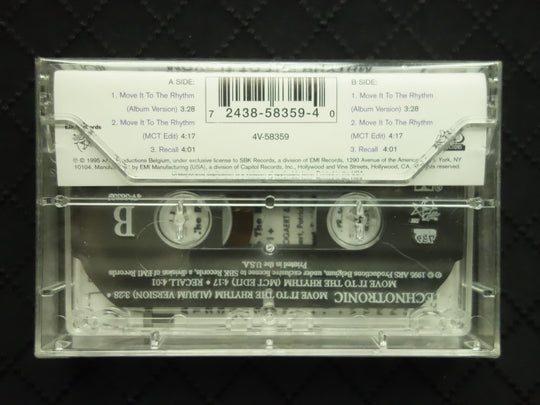 A SIDE:
1. Move It To The Rhythm
(Album Version) 3:28
2. Move It To The Rhythm
(MCT Edit) 4:17
3. Recall 4:01
7 2438-58359-4 0
4V-58359
B SIDE:
1. Move It To The Rhythm
(Album Version) 3:28
2. Move It To The Rhythm
(MCT Edit) 4:17
3. Recall 4:01
℗ © 1995 Productions Belgium, under exclusive license to SBK Records, a division of EMI Records, 1290 Avenue of the York, NY
10104. by EMI Manufacturing (USA), a division of Capitol Records, Inc., Hollywood and Vine Streets, Hollywood, CA. rights reserved.
B
ECHNOTRONIC
MOVE IT TO THE RHYTHM (ALBUM VERSION) 3:28 •
MOVE IT TO THE RHYTHM (MCT EDIT) 4:17 • RECALL 4:01
℗ © 1995 ARS Productions Belgium, under exclusive license to SBK Records, a division of EMI Records
Printed in the U.S.A.